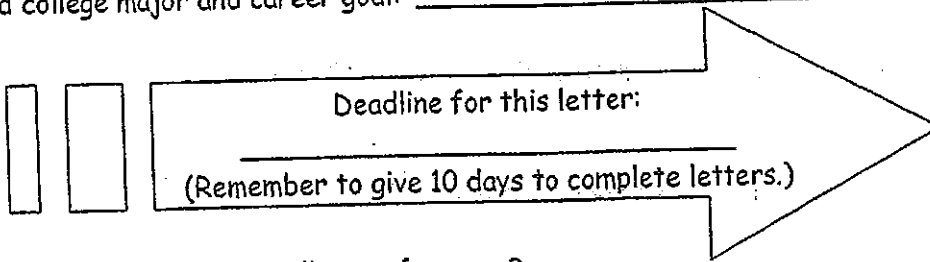 college major and career goal:
Deadline for this letter:
(Remember to give 10 days to complete letters.)